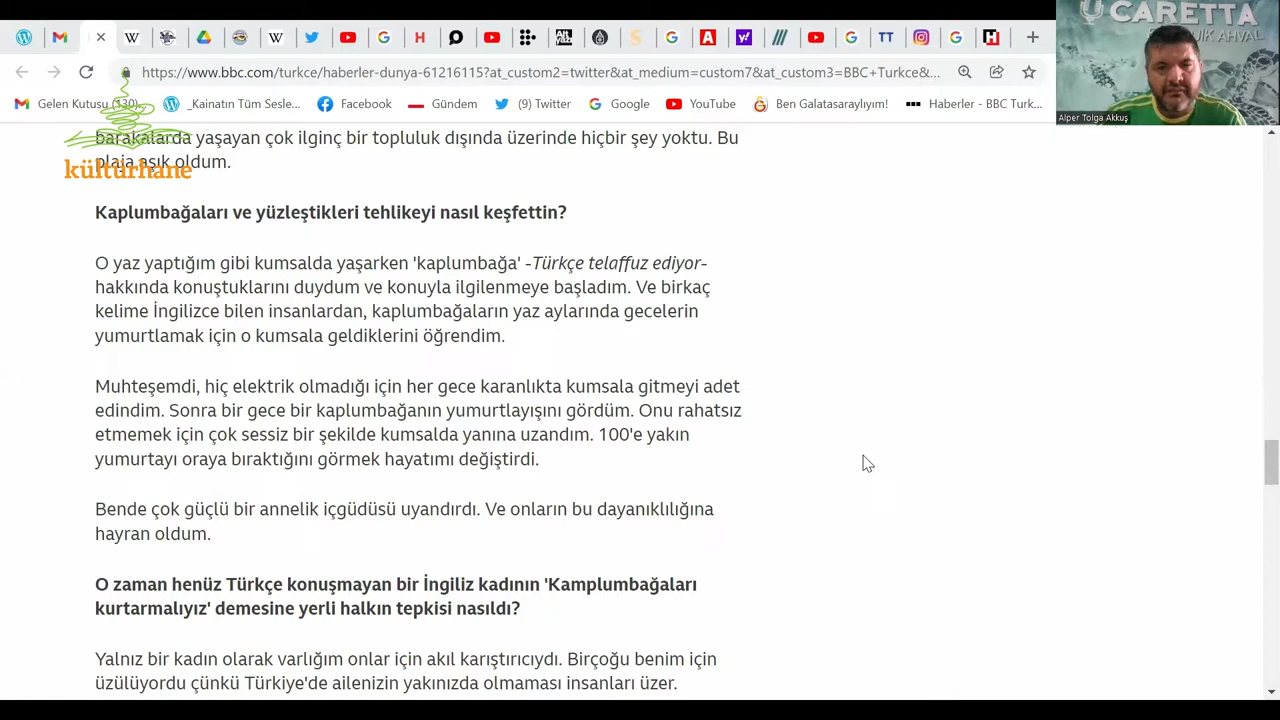 CARETTA
https://www.bbc.com/turkce/haberler-dunya-61216115?at_custom2=twitter&at_medium=custom7&at_custom3=BBC+Turkce&...
Gelen Kutusu (130)
_Kainatın Tüm Sesle...
Facebook
Gündem
(9) Twitter
Google
YouTube
Ben Galatasaraylıyım!
Haberler - BBC Turk...
Alper Tolga Akkuş
barakalarda yaşayan çok ilginç bir topluluk dışında üzerinde hiçbir şey yoktu. Bu
plaja aşık oldum.
kültürhane
Kaplumbağaları ve yüzleştikleri tehlikeyi nasıl keşfettin?
O yaz yaptığım gibi kumsalda yaşarken 'kaplumbağa' -Türkçe telaffuz ediyor-
hakkında konuştuklarını duydum ve konuyla ilgilenmeye başladım. Ve birkaç
kelime İngilizce bilen insanlardan, kaplumbağaların yaz aylarında gecelerin
yumurtlamak için o kumsala geldiklerini öğrendim.
Muhteşemdi, hiç elektrik olmadığı için her gece karanlıkta kumsala gitmeyi adet
edindim. Sonra bir gece bir kaplumbağanın yumurtlayışını gördüm. Onu rahatsız
etmemek için çok sessiz bir şekilde kumsalda yanına uzandım. 100'e yakın
yumurtayı oraya bıraktığını görmek hayatımı değiştirdi.
Bende çok güçlü bir annelik içgüdüsü uyandırdı. Ve onların bu dayanıklılığına
hayran oldum.
O zaman henüz Türkçe konuşmayan bir İngiliz kadının 'Kamplumbağaları
kurtarmalıyız' demesine yerli halkın tepkisi nasıldı?
Yalnız bir kadın olarak varlığım onlar için akıl karıştırıcıydı. Birçoğu benim için
üzülüyordu çünkü Türkiye'de ailenizin yakınızda olmaması insanları üzer.